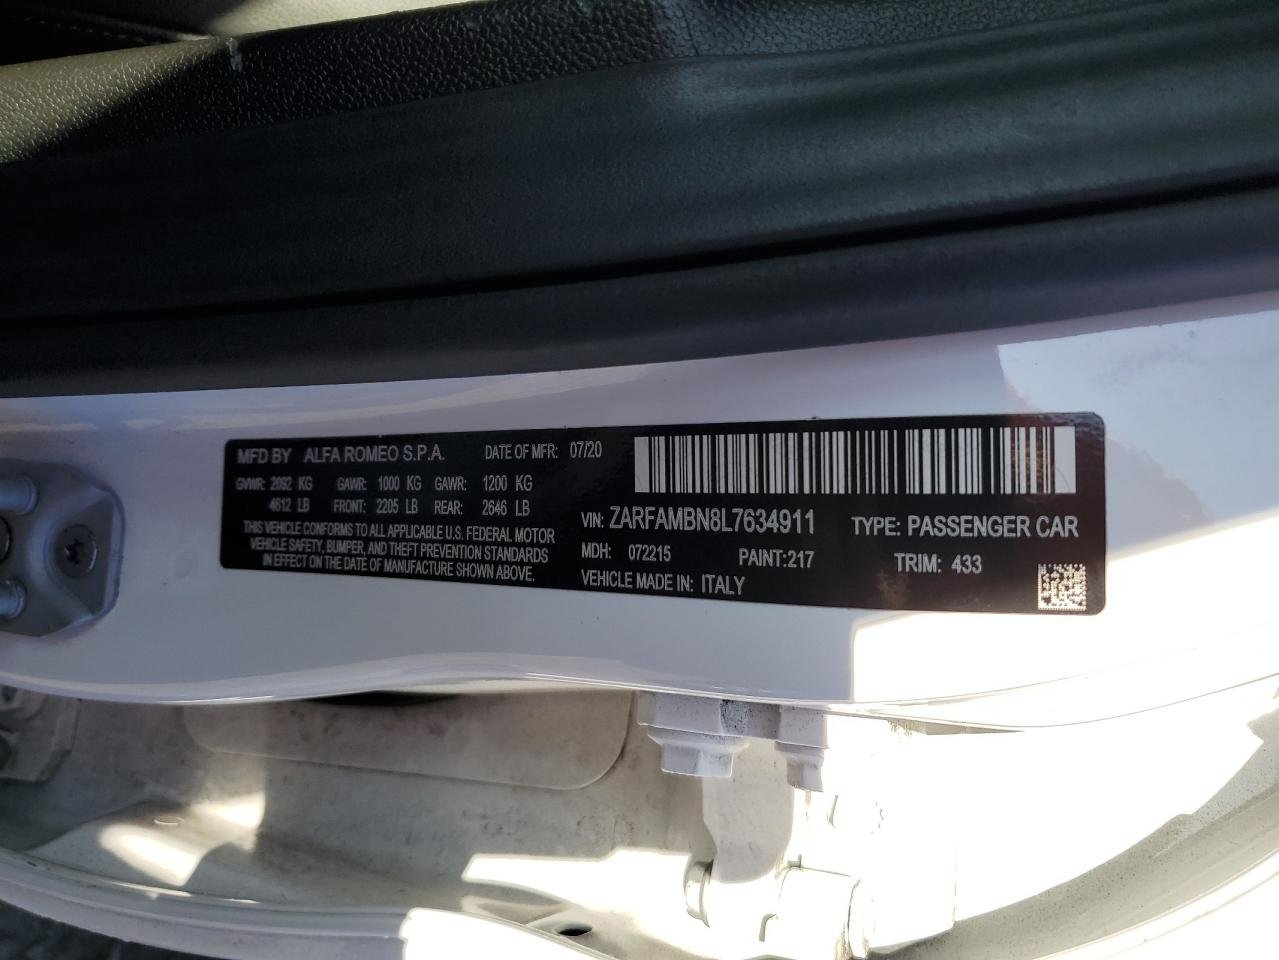 MFD BY ALFA ROMEO S.P.A. DATE OF MFR: 07/20
GVWR: 2092 KG GAWR: 1000 KG GAWR: 1200 KG
4612 LB FRONT: 2205 LB REAR: 2646 LB
THIS VEHICLE CONFORMS TO ALL APPLICABLE U.S. FEDERAL MOTOR
VEHICLE SAFETY, BUMPER, AND THEFT PREVENTION STANDARDS
IN EFFECT ON THE DATE OF MANUFACTURE SHOWN ABOVE.
VIN: ZARFAMBN8L7634911 TYPE: PASSENGER CAR
MDH: 072215 PAINT:217 TRIM: 433
VEHICLE MADE IN: ITALY